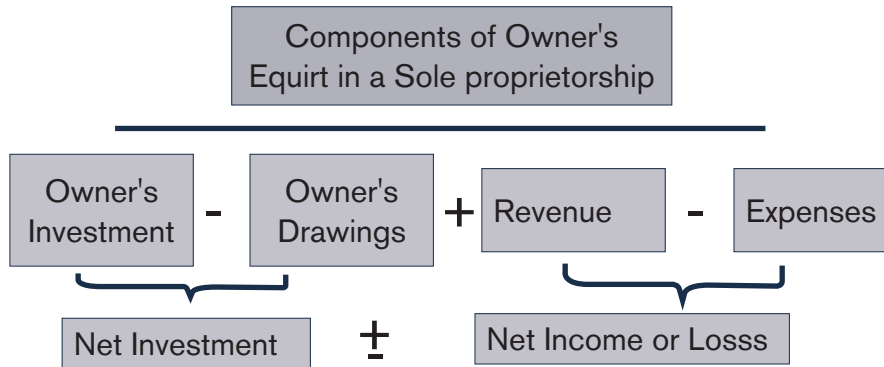 Components of Owner's
Equirt in a Sole proprietorship
Owner's
Investment
-
Owner's
Drawings
+
Revenue
-
Expenses
Net Investment
±
Net Income or Losss